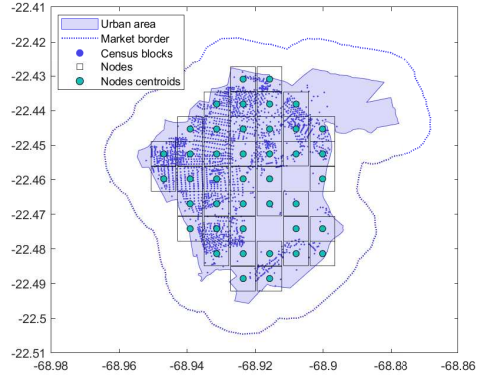 -22.41
Urban area
Market border
Census blocks
Nodes
Nodes centroids
-22.42
-22.43
-22.44
-22.45
-22.46
-22.47
-22.48
-22.49
-22.5
-22.51
-68.98 -68.96 -68.94 -68.92 -68.9 -68.88 -68.86